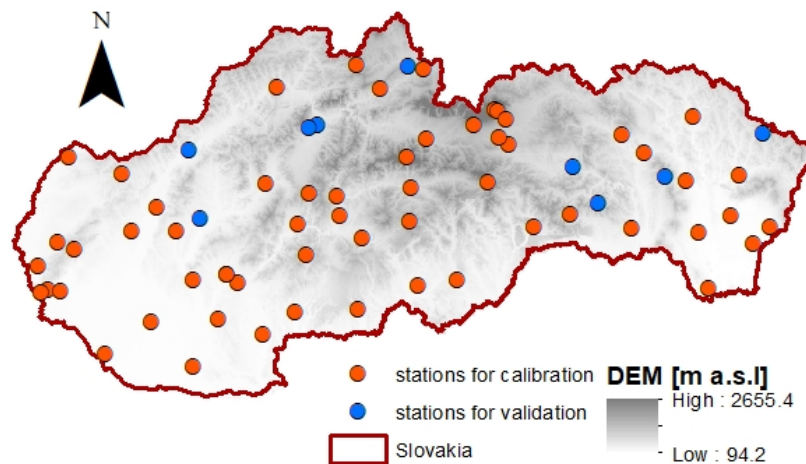 N
stations for calibration
stations for validation
Slovakia
DEM [m a.s.l]
High : 2655.4
Low : 94.2